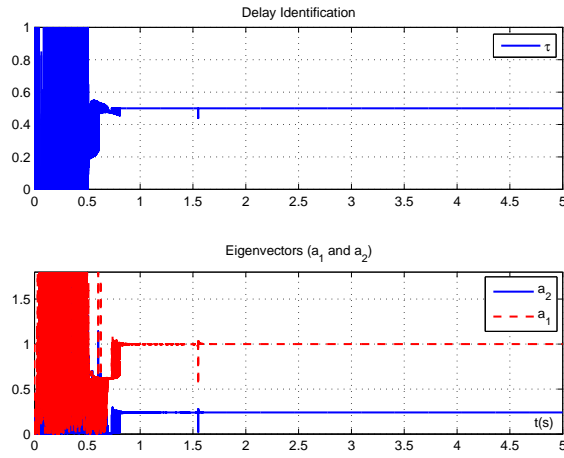 Delay Identification
τ
1
0.8
0.6
0.4
0.2
0
0 0.5 1 1.5 2 2.5 3 3.5 4 4.5 5
Eigenvectors (a1 and a2)
a2
a1
1.5
1
0.5
0
t(s)
0 0.5 1 1.5 2 2.5 3 3.5 4 4.5 5